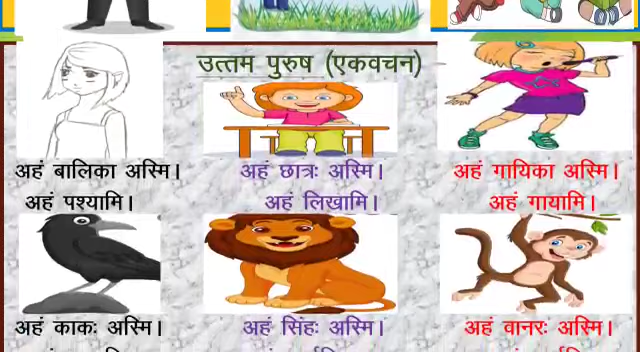 उत्तम पुरुष (एकवचन)
अहं बालिका अस्मि। अहं छात्रः अस्मि। अहं गायिका अस्मि।
अहं पश्यामि। अहं लिखामि। अहं गायामि।
अहं काकः अस्मि। अहं सिंहः अस्मि। अहं वानरः अस्मि।